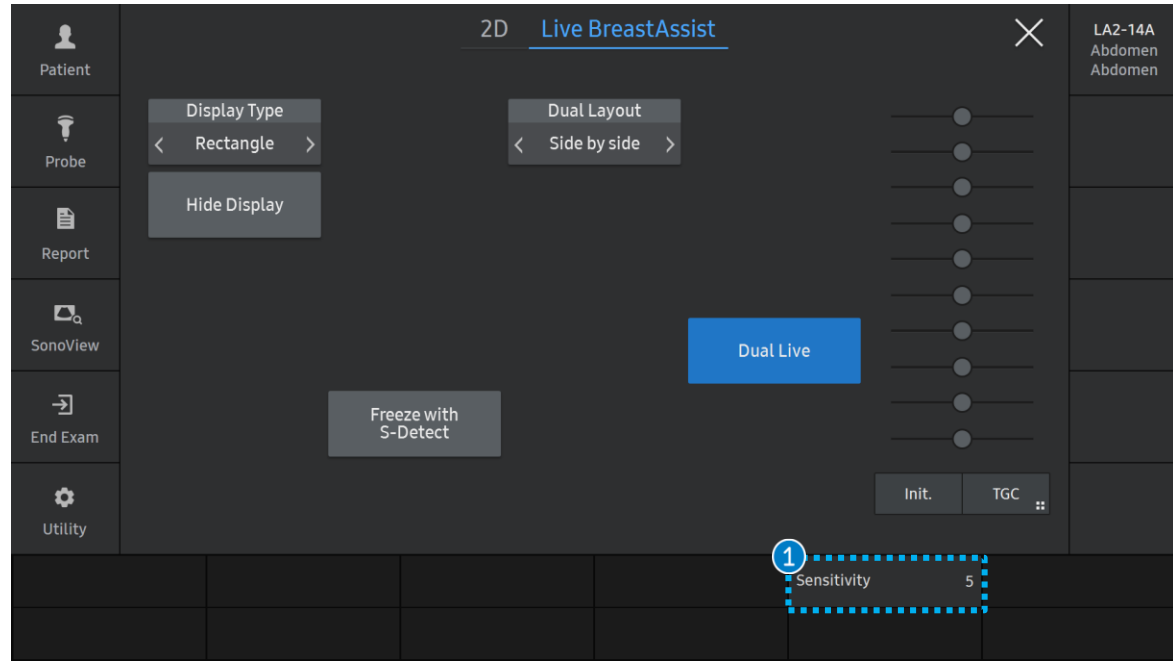 Patient
Probe
Report
SonoView
End Exam
Utility
2D
Live BreastAssist
Display Type
Rectangle
Hide Display
Dual Layout
Side by side
Dual Live
Freeze with
S-Detect
Init.
TGC
LA2-14A
Abdomen
Abdomen
1
Sensitivity 5